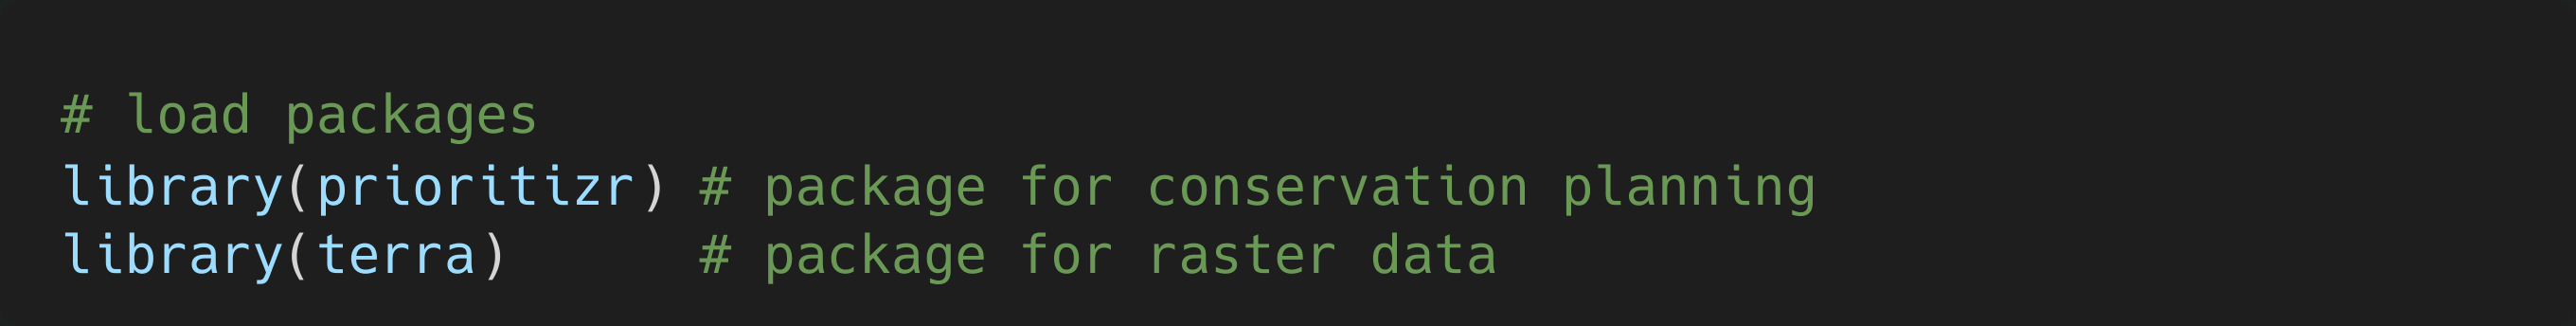 # load packages
library(prioritizr) # package for conservation planning
library(terra)      # package for raster data